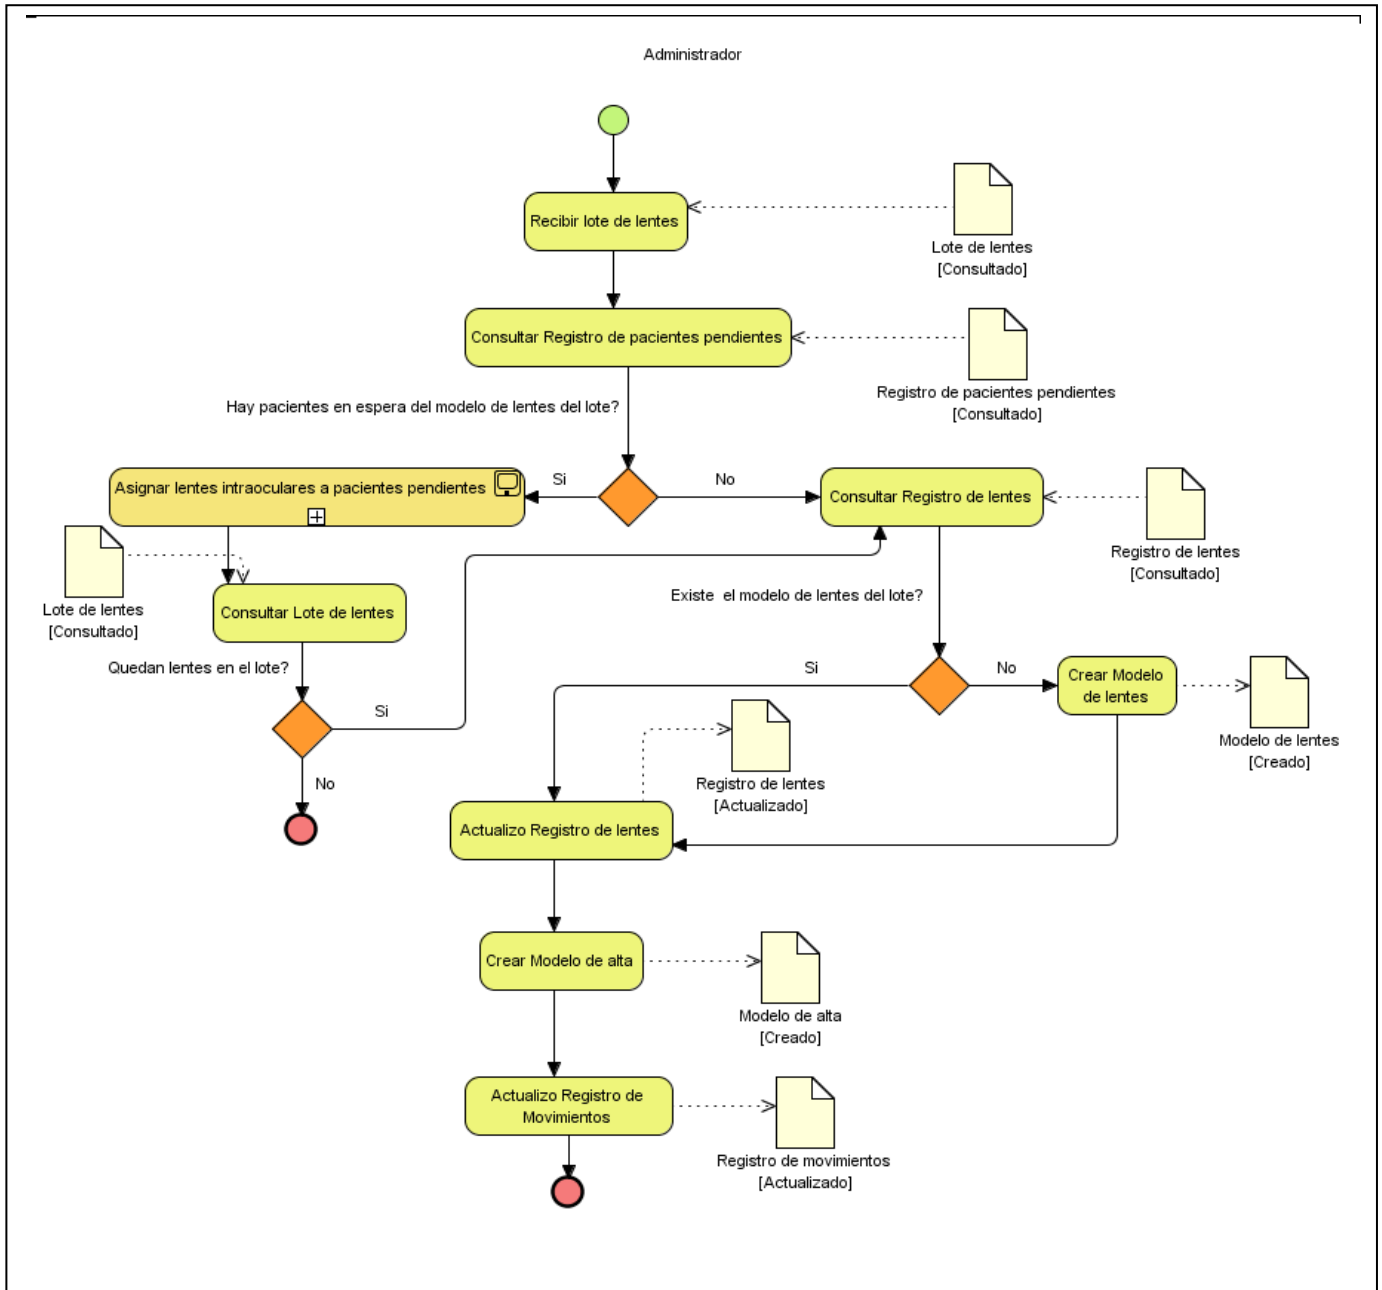 Administrador
Recibir lote de lentes
Lote de lentes
[Consultado]
Consultar Registro de pacientes pendientes
Registro de pacientes pendientes
[Consultado]
Hay pacientes en espera del modelo de lentes del lote?
Si
No
Asignar lentes intraoculares a pacientes pendientes
Consultar Registro de lentes
Registro de lentes
[Consultado]
Lote de lentes
[Consultado]
Consultar Lote de lentes
Existe  el modelo de lentes del lote?
Quedan lentes en el lote?
Si
No
Si
No
Crear Modelo
de lentes
Modelo de lentes
[Creado]
Registro de lentes
[Actualizado]
Actualizo Registro de lentes
Crear Modelo de alta
Modelo de alta
[Creado]
Actualizo Registro de
Movimientos
Registro de movimientos
[Actualizado]